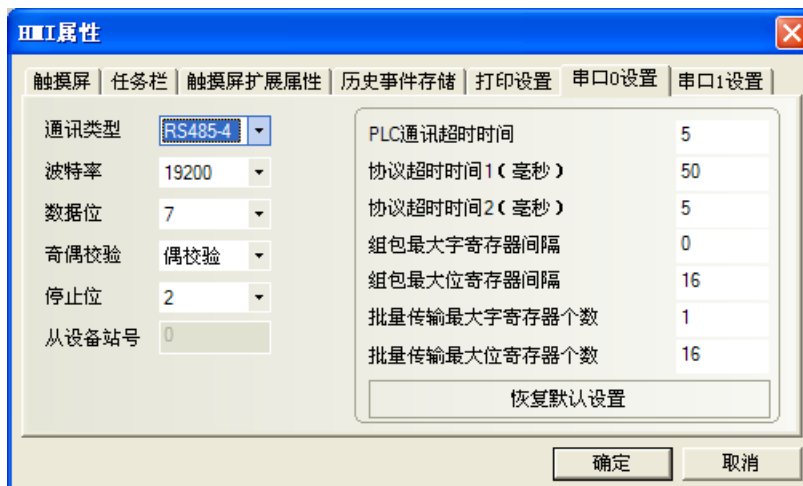 HMI属性
触摸屏 任务栏 触摸屏扩展属性 历史事件存储 打印设置 串口0设置 串口1设置
通讯类型 RS485-4
波特率 19200
数据位 7
奇偶校验 偶校验
停止位 2
从设备站号 0
PLC通讯超时时间 5
协议超时时间1(毫秒) 50
协议超时时间2(毫秒) 5
组包最大字寄存器间隔 0
组包最大位寄存器间隔 16
批量传输最大字寄存器个数 1
批量传输最大位寄存器个数 16
恢复默认设置
确定 取消